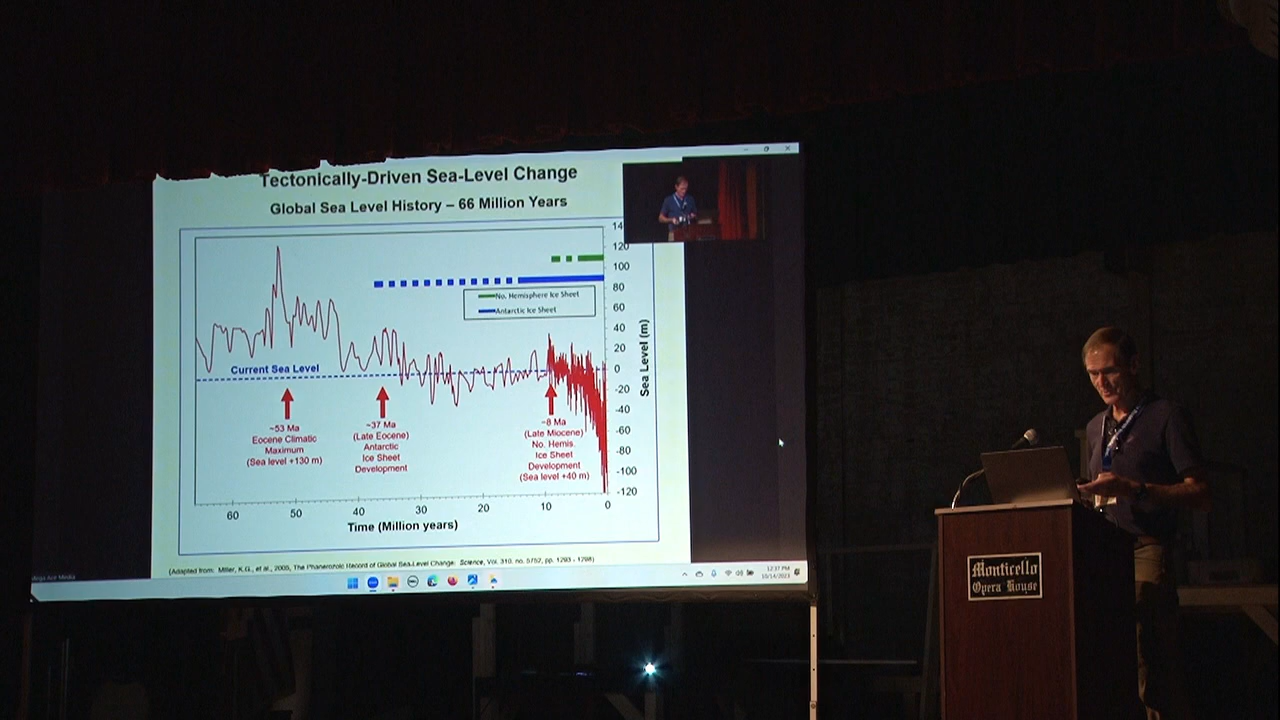 Tectonically-Driven Sea-Level Change
Global Sea Level History – 66 Million Years
120
100
80
60
40
20
0
-20
-40
-60
-80
-100
-120
Sea Level (m)
No. Hemisphere Ice Sheet
Antarctic Ice Sheet
Current Sea Level
~53 Ma
Eocene Climatic
Maximum
(Sea level +130 m)
~37 Ma
(Late Eocene)
Antarctic
Ice Sheet
Development
~8 Ma
(Late Miocene)
No. Hemis.
Ice Sheet
Development
(Sea level +40 m)
60 50 40 30 20 10 0
Time (Million years)
(Adapted from: Miller, K.G., et al., 2005, The Phanerozoic Record of Global Sea-Level Change: Science, Vol. 310. no. 5752, pp. 1293 - 1298)
12:37 PM
10/14/2023
Monticello
Opera House